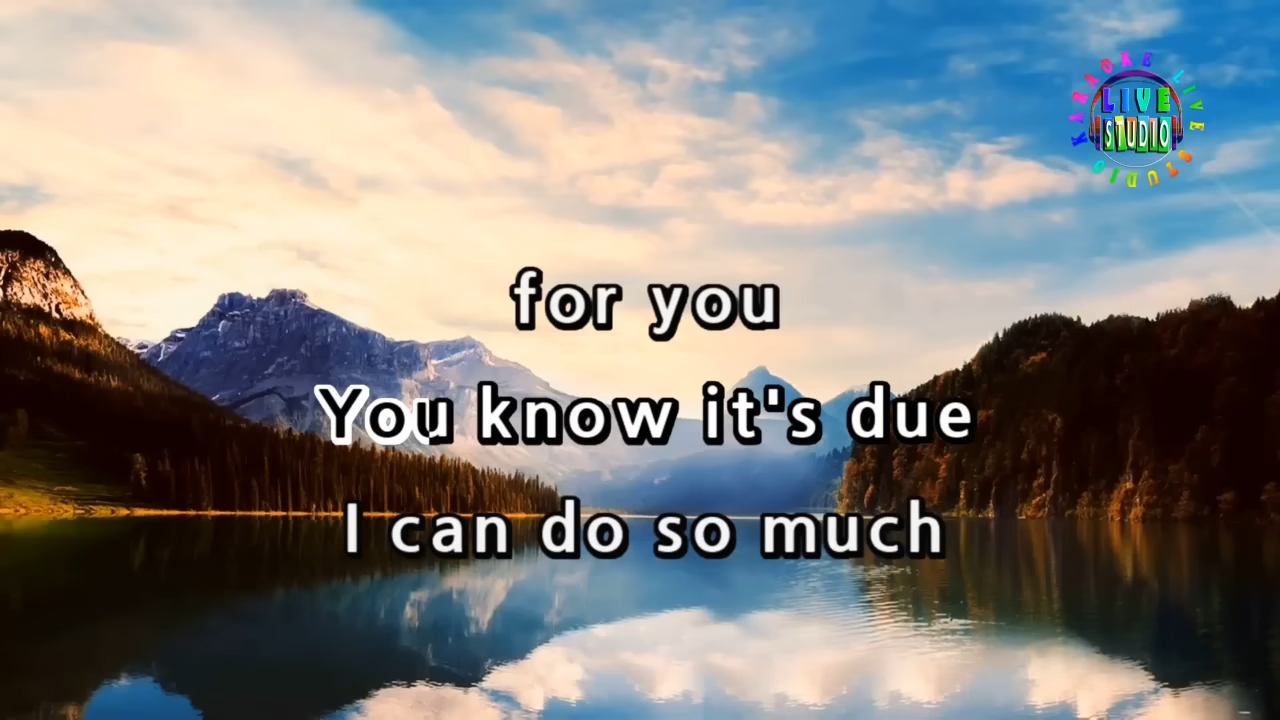 KARAOKE LIVE STUDIO
LIVE
STUDIO
for you
You know it's due
I can do so much